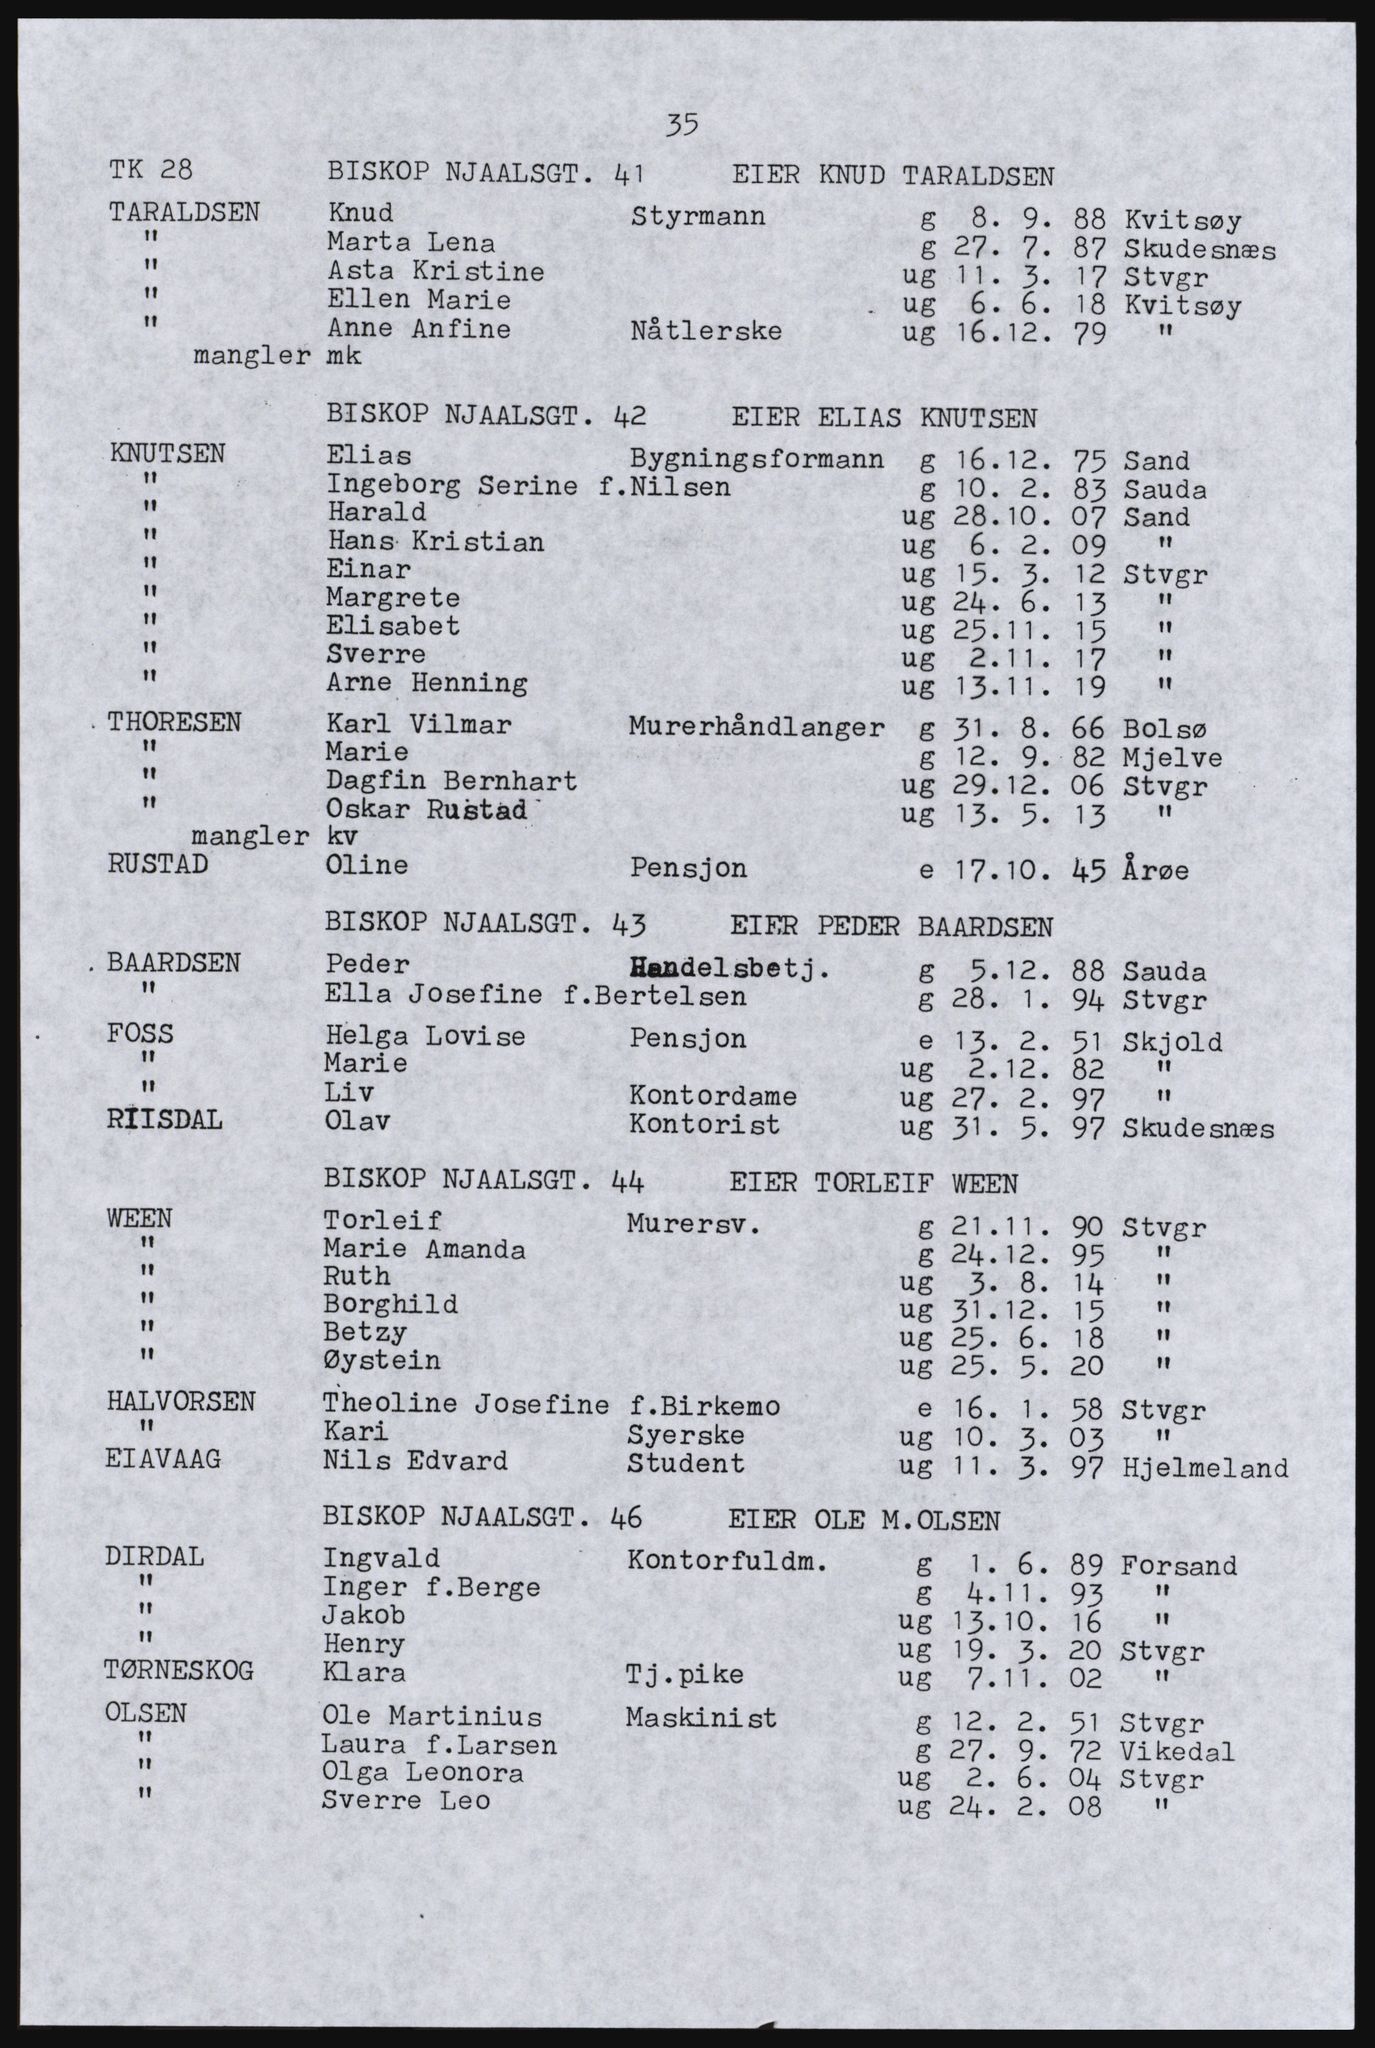 35
TK 28 BISKOP NJAALSGT. 41 EIER KNUD TARALDSEN
TARALDSEN Knud Styrmann g 8. 9. 88 Kvitsøy
" Marta Lena g 27. 7. 87 Skudesnæs
" Asta Kristine ug 11. 3. 17 Stvgr
" Ellen Marie ug 6. 6. 18 Kvitsøy
" Anne Anfine Nåtlerske ug 16.12. 79 "
mangler mk
BISKOP NJAALSGT. 42 EIER ELIAS KNUTSEN
KNUTSEN Elias Bygningsformann g 16.12. 75 Sand
" Ingeborg Serine f.Nilsen g 10. 2. 83 Sauda
" Harald ug 28.10. 07 Sand
" Hans Kristian ug 6. 2. 09 "
" Einar ug 15. 3. 12 Stvgr
" Margrete ug 24. 6. 13 "
" Elisabet ug 25.11. 15 "
" Sverre ug 2.11. 17 "
" Arne Henning ug 13.11. 19 "
THORESEN Karl Vilmar Murerhåndlanger g 31. 8. 66 Bolsø
" Marie g 12. 9. 82 Mjelve
" Dagfin Bernhart ug 29.12. 06 Stvgr
" Oskar Rustad ug 13. 5. 13 "
mangler kv
RUSTAD Oline Pensjon e 17.10. 45 Årøe
BISKOP NJAALSGT. 43 EIER PEDER BAARDSEN
BAARDSEN Peder Handelsbetj. g 5.12. 88 Sauda
" Ella Josefine f.Bertelsen g 28. 1. 94 Stvgr
FOSS Helga Lovise Pensjon e 13. 2. 51 Skjold
" Marie ug 2.12. 82 "
" Liv Kontordame ug 27. 2. 97 "
RIISDAL Olav Kontorist ug 31. 5. 97 Skudesnæs
BISKOP NJAALSGT. 44 EIER TORLEIF WEEN
WEEN Torleif Murersv. g 21.11. 90 Stvgr
" Marie Amanda g 24.12. 95 "
" Ruth ug 3. 8. 14 "
" Borghild ug 31.12. 15 "
" Betzy ug 25. 6. 18 "
" Øystein ug 25. 5. 20 "
HALVORSEN Theoline Josefine f.Birkemo e 16. 1. 58 Stvgr
" Kari Syerske ug 10. 3. 03 "
EIAVAAG Nils Edvard Student ug 11. 3. 97 Hjelmeland
BISKOP NJAALSGT. 46 EIER OLE M.OLSEN
DIRDAL Ingvald Kontorfuldm. g 1. 6. 89 Forsand
" Inger f.Berge g 4.11. 93 "
" Jakob ug 13.10. 16 "
" Henry ug 19. 3. 20 Stvgr
TØRNESKOG Klara Tj.pike ug 7.11. 02 "
OLSEN Ole Martinius Maskinist g 12. 2. 51 Stvgr
" Laura f.Larsen g 27. 9. 72 Vikedal
" Olga Leonora ug 2. 6. 04 Stvgr
" Sverre Leo ug 24. 2. 08 "